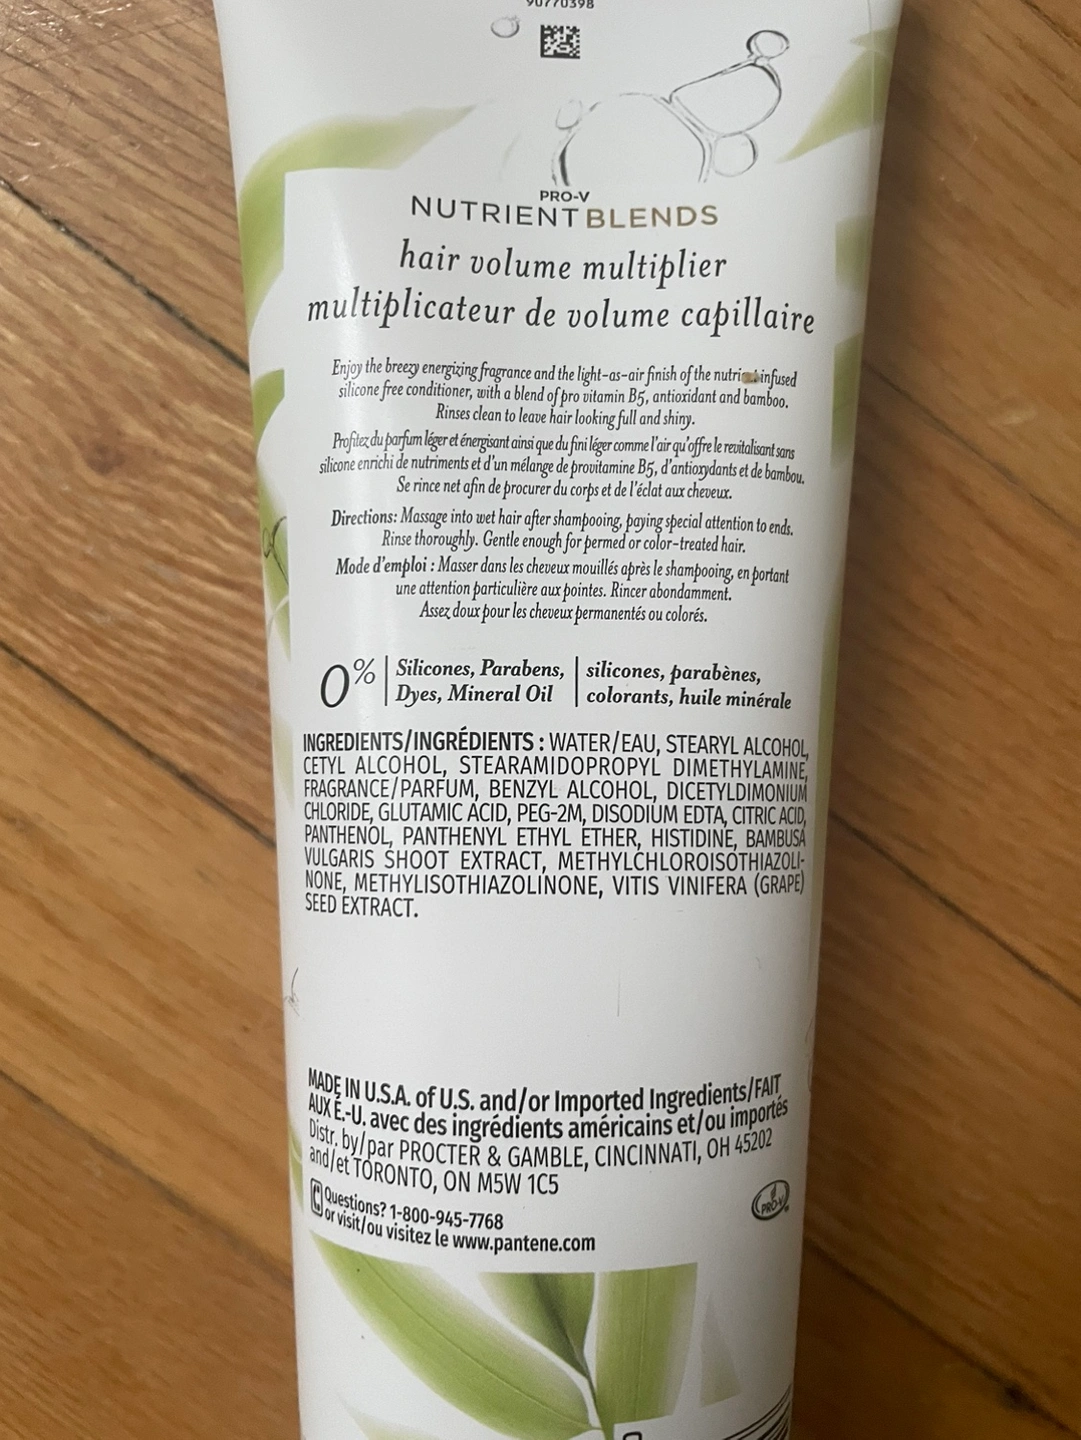 90770398
PRO-V
NUTRIENT BLENDS
hair volume multiplier
multiplicateur de volume capillaire
Enjoy the breezy energizing fragrance and the light-as-air finish of the infused
silicone free conditioner, with a blend of pro vitamin B5, antioxidant and bamboo.
Rinses clean to leave hair looking full and shiny.
Profitez du parfum léger et énergisant ainsi que du fini léger comme l'air qu'offre le revitalisant sans
silicone enrichi de nutriments et d'un mélange de provitamine B5, d'antioxydants et de bambou.
Se rince net afin de procurer du corps et de l'éclat aux cheveux.
Directions: Massage into wet hair after shampooing, paying special attention to ends.
Rinse thoroughly. Gentle enough for permed or color-treated hair.
Mode d'emploi : Masser dans les cheveux mouillés après le shampooing, en portant
une attention particulière aux pointes. Rincer abondamment.
Assez doux pour les cheveux permanentés ou colorés.
0% Silicones, Parabens, silicones, parabènes,
Dyes, Mineral Oil colorants, huile minérale
INGREDIENTS/INGRÉDIENTS : WATER/EAU, STEARYL ALCOHOL,
CETYL ALCOHOL, STEARAMIDOPROPYL DIMETHYLAMINE,
FRAGRANCE/PARFUM, BENZYL ALCOHOL, DICETYLDIMONIUM
CHLORIDE, GLUTAMIC ACID, PEG-2M, DISODIUM EDTA, CITRIC ACID,
PANTHENOL, PANTHENYL ETHYL ETHER, HISTIDINE, BAMBUSA
VULGARIS SHOOT EXTRACT, METHYLCHLOROISOTHIAZOLI-
NONE, METHYLISOTHIAZOLINONE, VITIS VINIFERA (GRAPE)
SEED EXTRACT.
MADE IN U.S.A. of U.S. and/or Imported Ingredients/FAIT
AUX É.-U. avec des ingrédients américains et/ou importés
Distr. by/par PROCTER & GAMBLE, CINCINNATI, OH 45202
and/et TORONTO, ON M5W 1C5
Questions? 1-800-945-7768
or visit/ou visitez le www.pantene.com
PRO-V